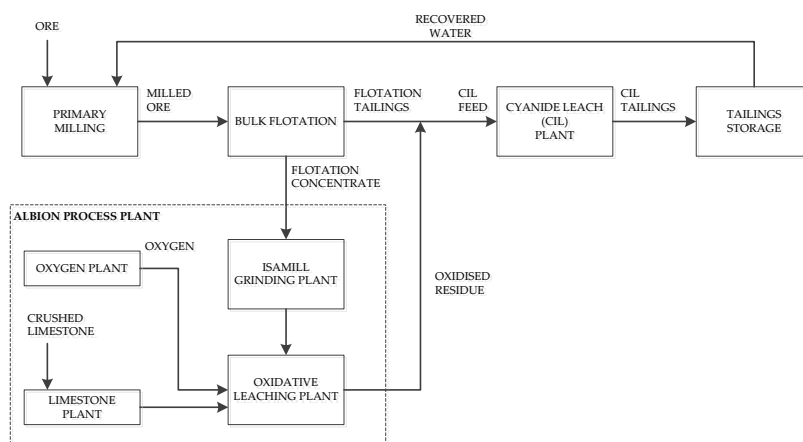 RECOVERED
WATER
ORE
MILLED
ORE
FLOTATION
TAILINGS
CIL
FEED
CIL
TAILINGS
PRIMARY
MILLING
BULK FLOTATION
CYANIDE LEACH
(CIL)
PLANT
TAILINGS
STORAGE
FLOTATION
CONCENTRATE
ALBION PROCESS PLANT
OXYGEN
OXYGEN PLANT
ISAMILL
GRINDING PLANT
OXIDISED
RESIDUE
CRUSHED
LIMESTONE
LIMESTONE
PLANT
OXIDATIVE
LEACHING PLANT